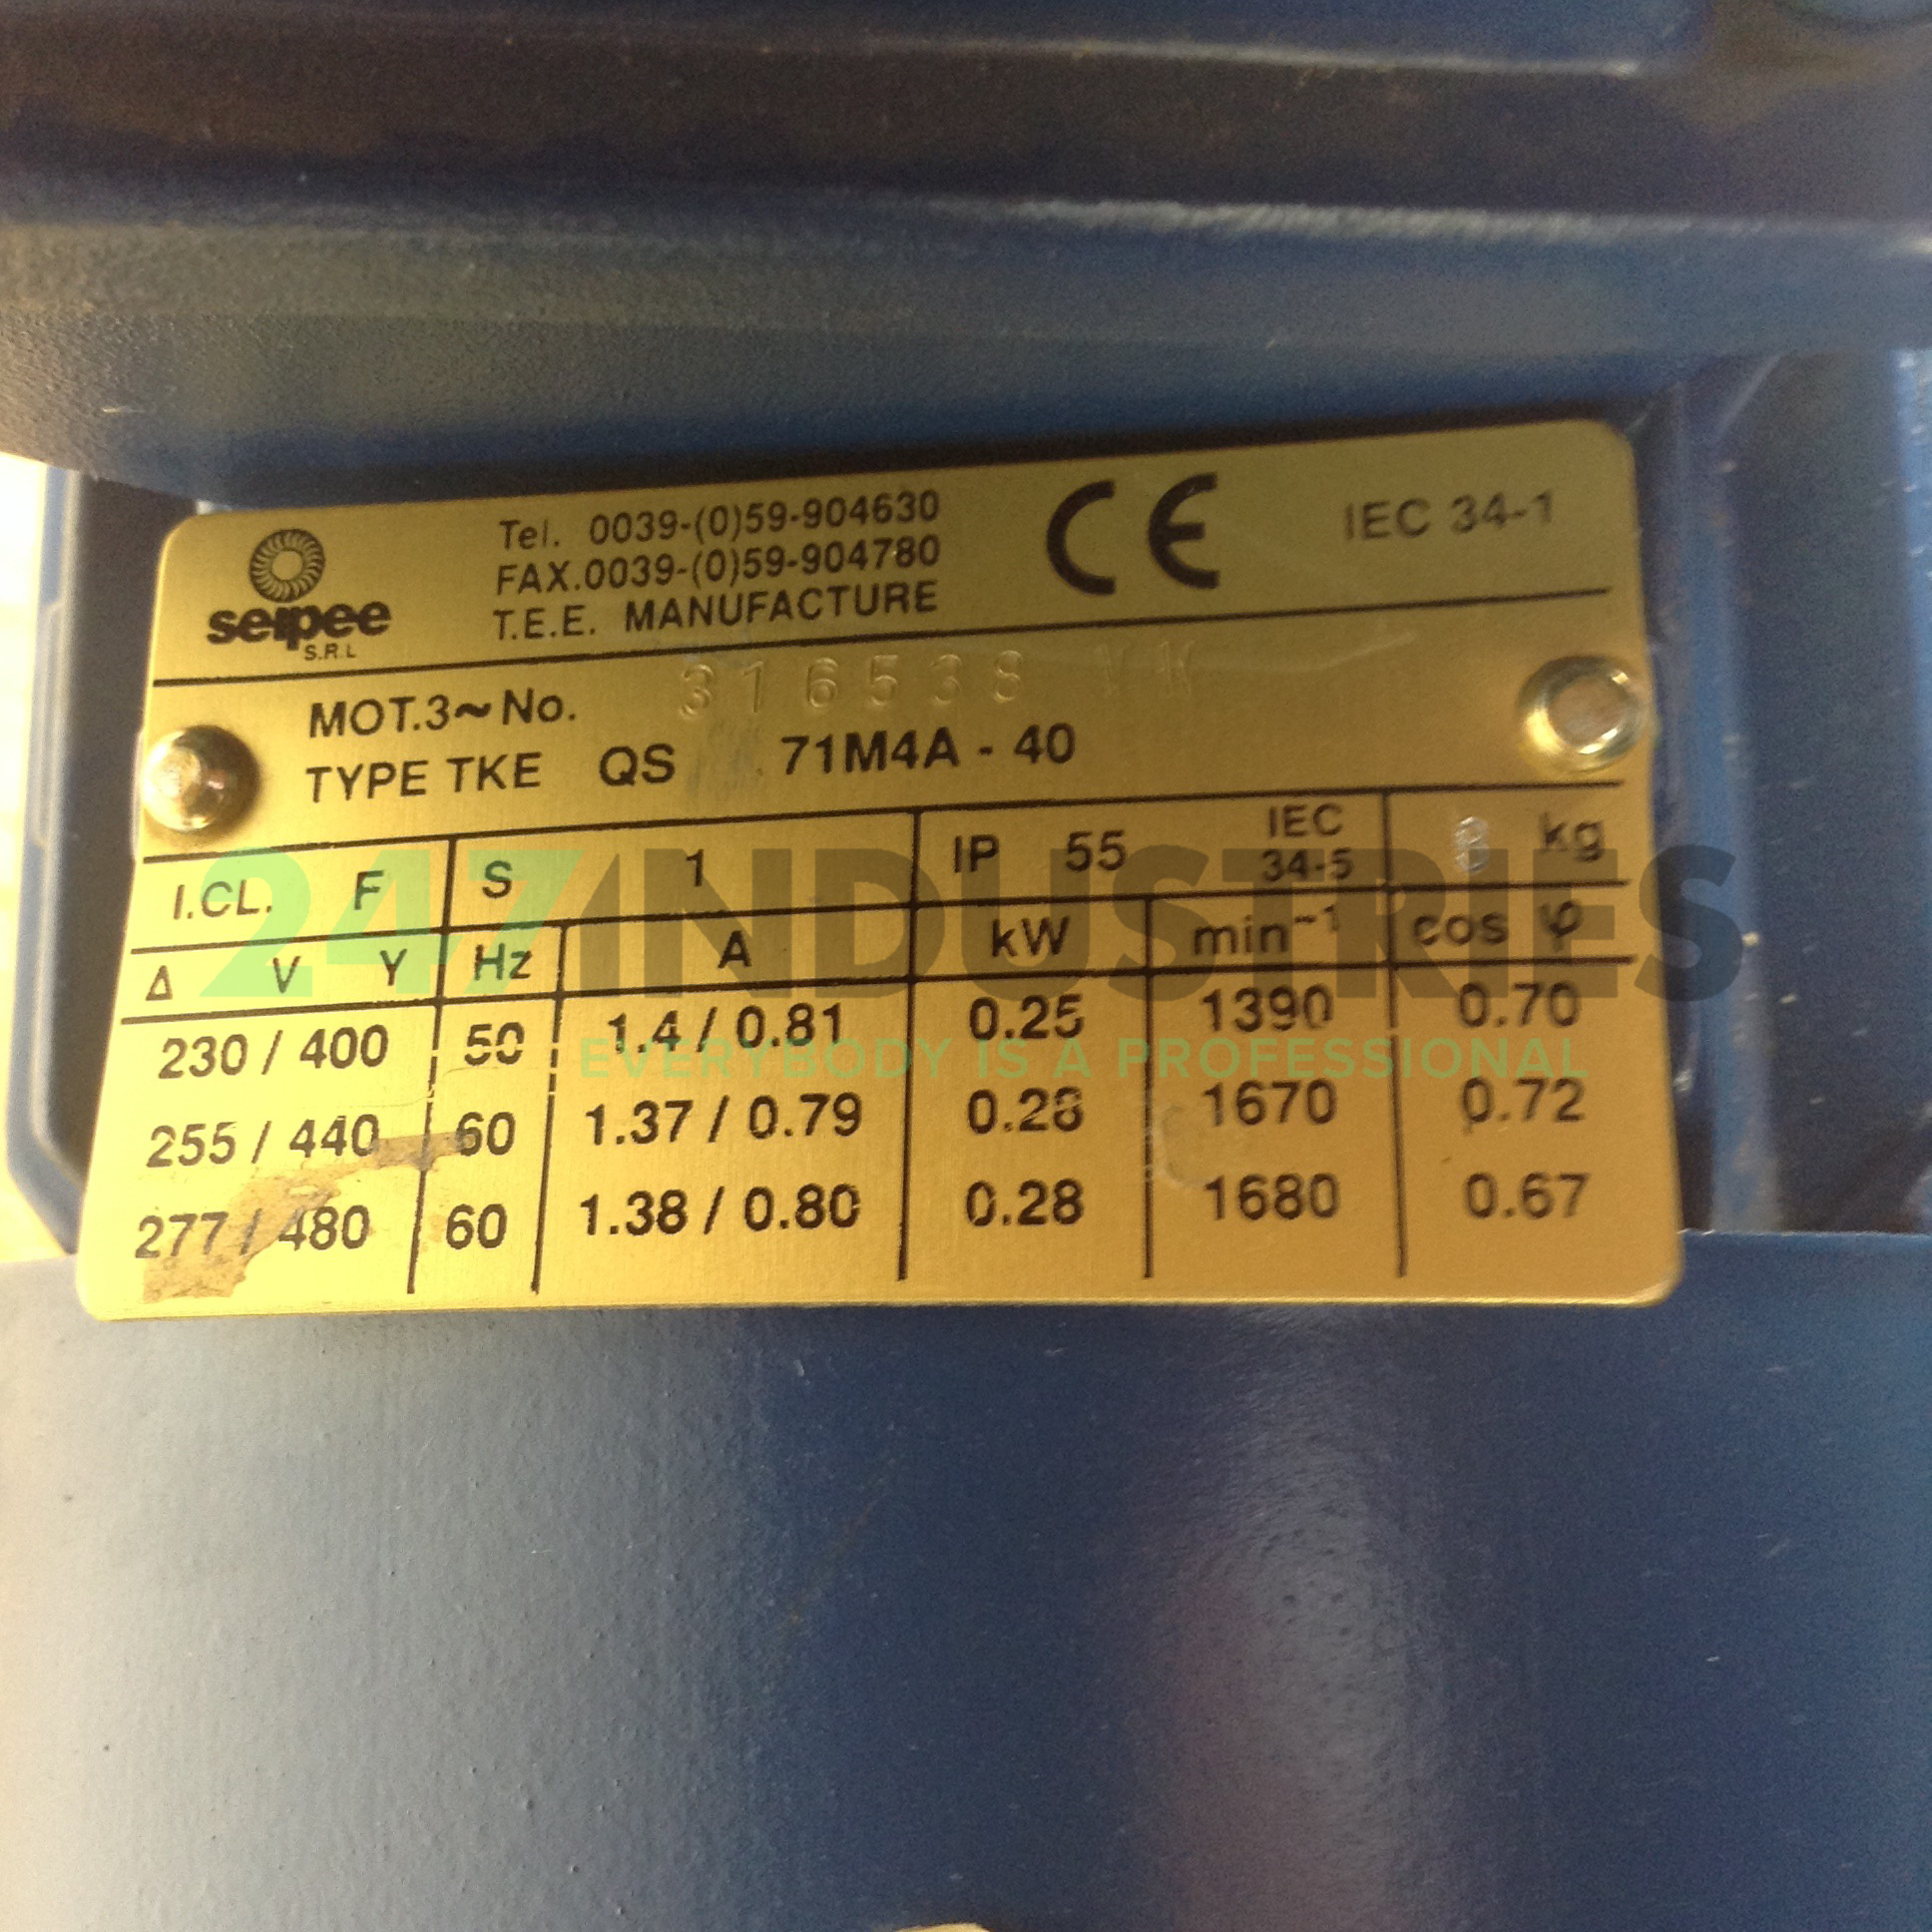 seipee
S.R.L
Tel. 0039-(0)59-904630
FAX.0039-(0)59-904780
T.E.E. MANUFACTURE
CE
IEC 34-1
MOT.3~No. 316538
TYPE TKE QS 71M4A - 40
I.CL. F S 1 IP 55 IEC 34-5 8 kg
Δ V Y Hz A kW min⁻¹ cos φ
230 / 400 50 1.4 / 0.81 0.25 1390 0.70
255 / 440 60 1.37 / 0.79 0.28 1670 0.72
277 / 480 60 1.38 / 0.80 0.28 1680 0.67
247INDUSTRIES
EVERYBODY IS A PROFESSIONAL